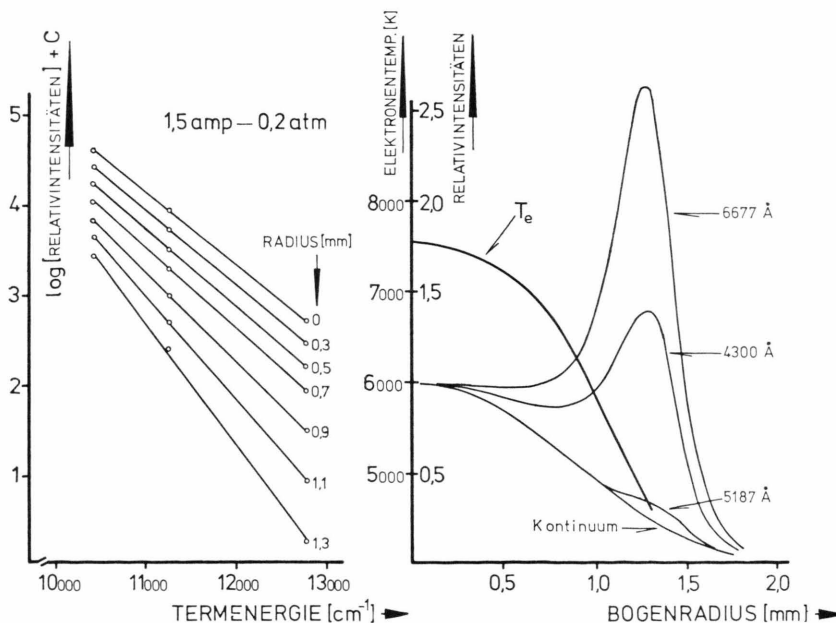 log [RELATIVINTENSITÄTEN] + C
5
4
3
2
1
1,5 amp — 0,2 atm
RADIUS [mm]
0
0,3
0,5
0,7
0,9
1,1
1,3
10000 11000 12000 13000
TERMENERGIE [cm⁻¹]
ELEKTRONENTEMP. [K]
RELATIVINTENSITÄTEN
8000
7000
6000
5000
2,5
2,0
1,5
1,0
0,5
Te
6677 Å
4300 Å
5187 Å
Kontinuum
0,5 1,0 1,5 2,0
BOGENRADIUS [mm]